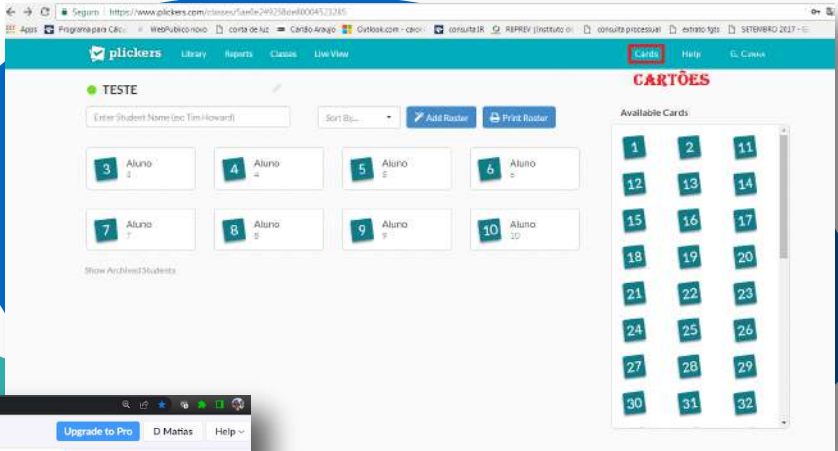 Seguro https://www.plickers.com/classes/5ae0e249258de80004523285
Apps Programa para Cálc WebPublico novo conta de luz Cartão Araujo Outlook.com - consulta IR RBPREV (Instituto d consulta processual extrato fgts SETEMBRO 2017 -
plickers Library Reports Classes Live View Cards Help
CARTÕES
TESTE
Enter Student Name (ex: Tim Howard) Sort By... Add Roster Print Roster
Available Cards
3 Aluno 3
4 Aluno 4
5 Aluno 5
6 Aluno 6
7 Aluno 7
8 Aluno 8
9 Aluno 9
10 Aluno 10
Show Archived Students
1 2 11
12 13 14
15 16 17
18 19 20
21 22 23
24 25 26
27 28 29
30 31 32
Upgrade to Pro D Matias Help